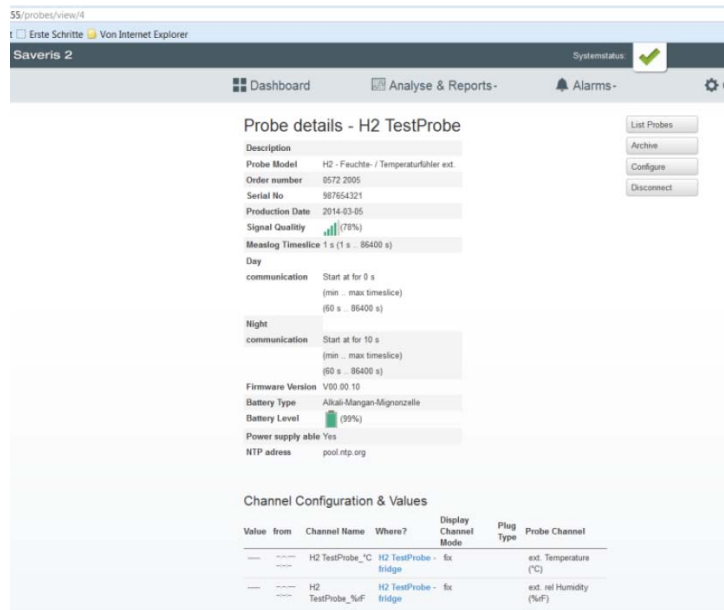 55/probes/view/4
t Erste Schritte Von Internet Explorer
Saveris 2 Systemstatus:
Dashboard Analyse & Reports- Alarms-
Probe details - H2 TestProbe
List Probes
Archive
Configure
Disconnect
Description
Probe Model H2 - Feuchte- / Temperaturfühler ext.
Order number 0572 2005
Serial No 987654321
Production Date 2014-03-05
Signal Qualitiy (78%)
Measlog Timeslice 1 s (1 s .. 86400 s)
Day
communication Start at for 0 s
(min .. max timeslice)
(60 s .. 86400 s)
Night
communication Start at for 10 s
(min .. max timeslice)
(60 s .. 86400 s)
Firmware Version V00.00.10
Battery Type Alkali-Mangan-Mignonzelle
Battery Level (99%)
Power supply able Yes
NTP adress pool.ntp.org
Channel Configuration & Values
Value from Channel Name Where? Display Channel Mode Plug Type Probe Channel
---- --.--.-- --:--:-- H2 TestProbe_°C H2 TestProbe - fridge fix ext. Temperature (°C)
---- --.--.-- --:--:-- H2 TestProbe_%rF H2 TestProbe - fridge fix ext. rel Humidity (%rF)